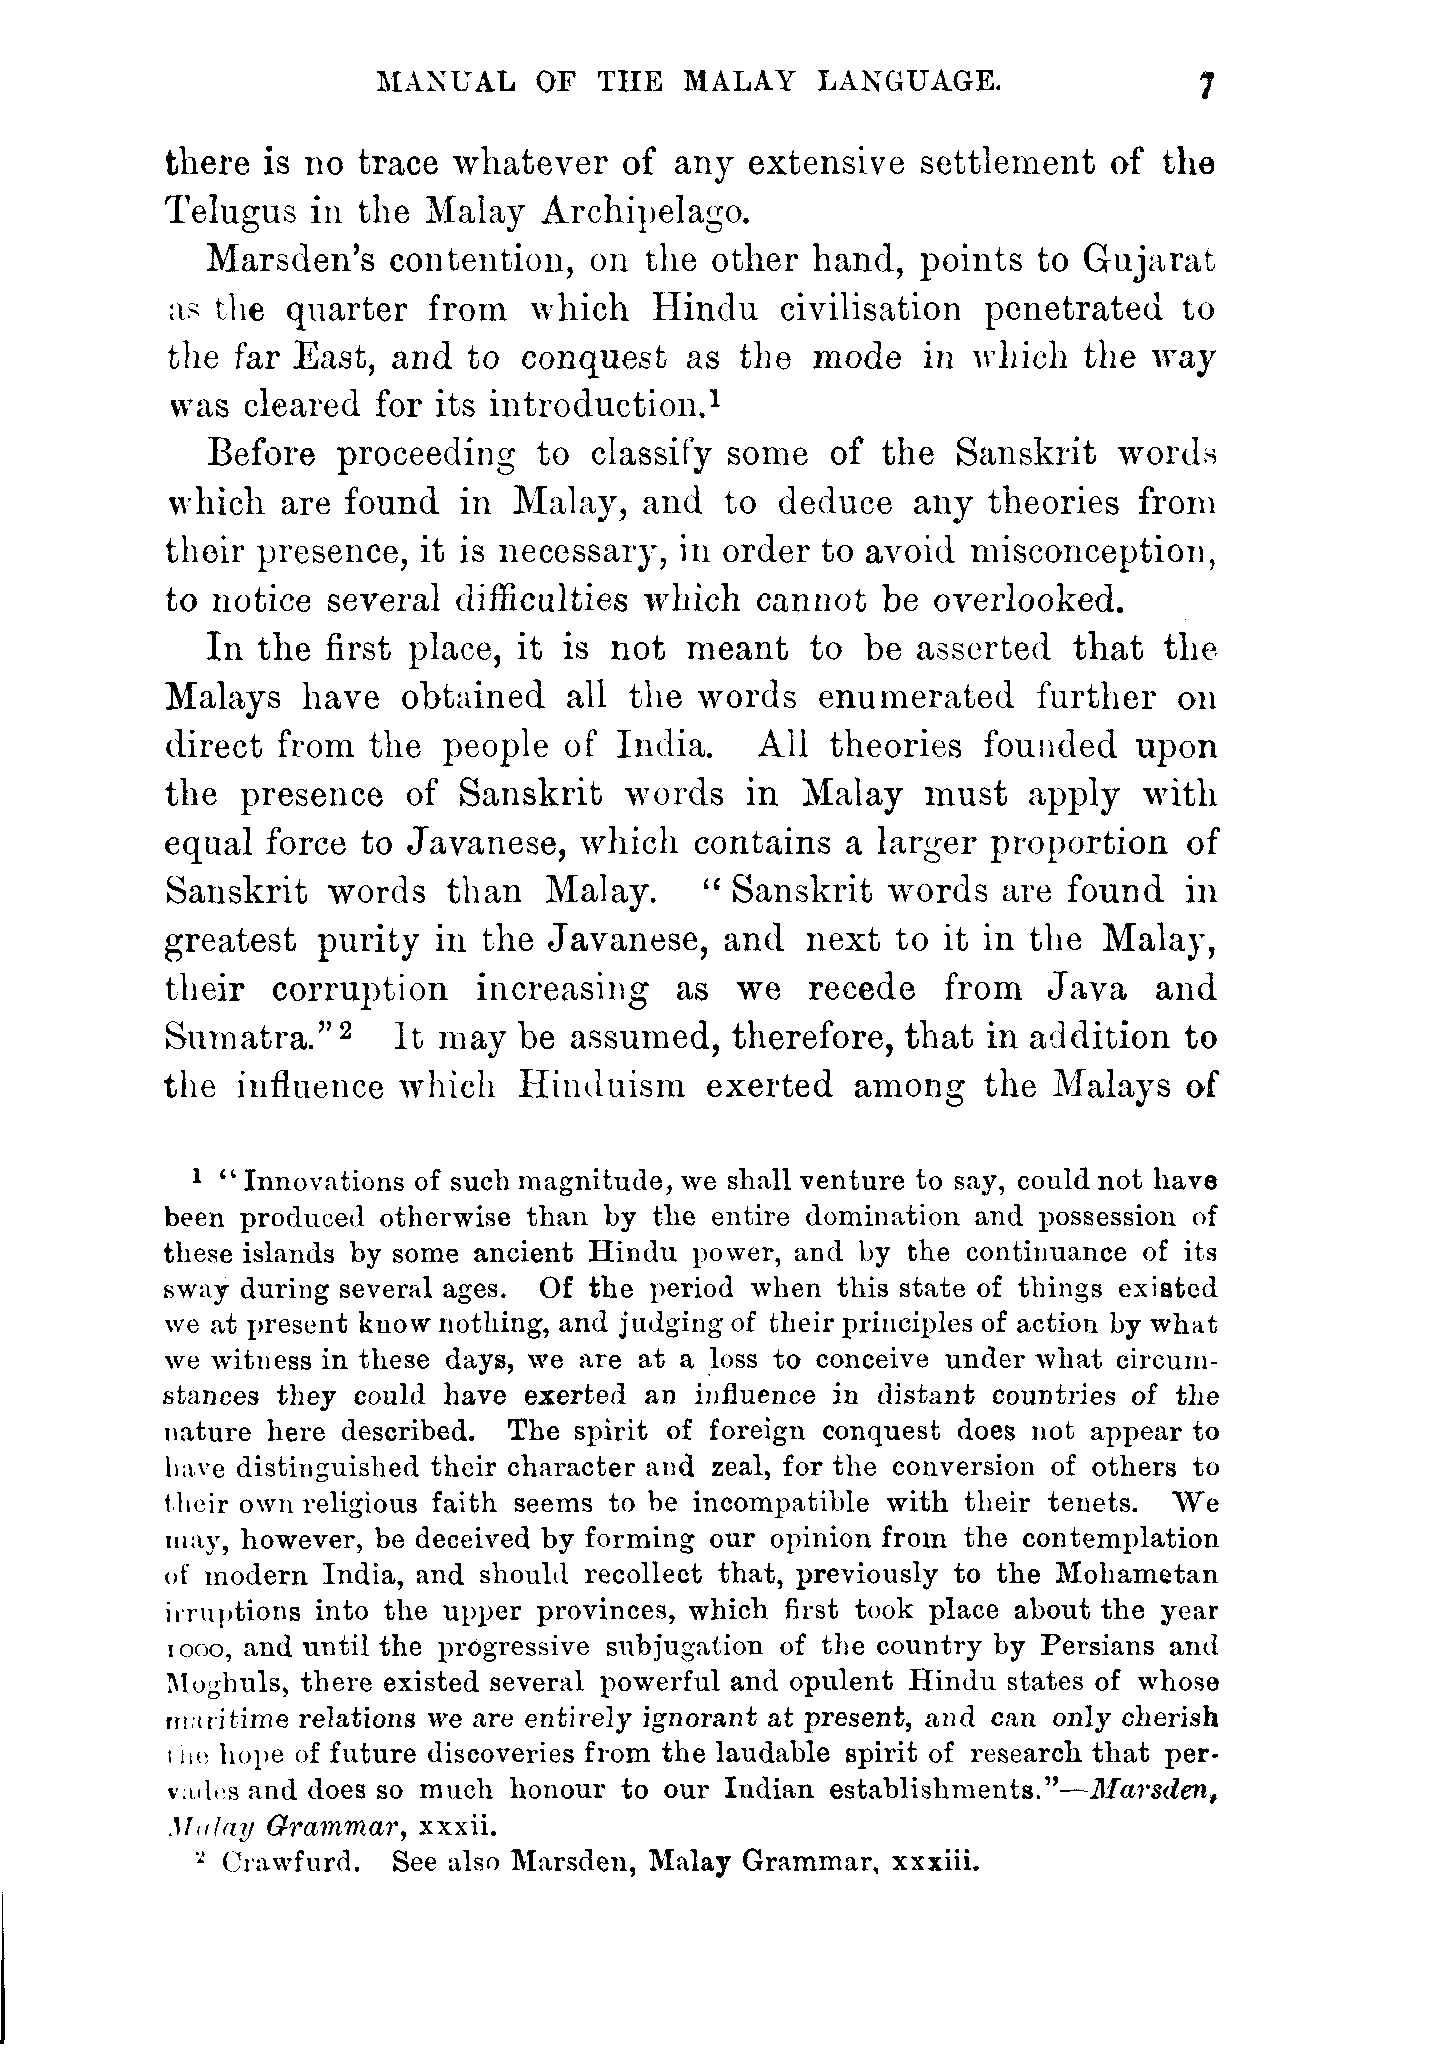 MANUAL OF THE MALAY LANGUAGE. 7
there is no trace whatever of any extensive settlement of the
Telugus in the Malay Archipelago.
Marsden's contention, on the other hand, points to Gujarat
as the quarter from which Hindu civilisation penetrated to
the far East, and to conquest as the mode in which the way
was cleared for its introduction.¹
Before proceeding to classify some of the Sanskrit words
which are found in Malay, and to deduce any theories from
their presence, it is necessary, in order to avoid misconception,
to notice several difficulties which cannot be overlooked.
In the first place, it is not meant to be asserted that the
Malays have obtained all the words enumerated further on
direct from the people of India. All theories founded upon
the presence of Sanskrit words in Malay must apply with
equal force to Javanese, which contains a larger proportion of
Sanskrit words than Malay. “Sanskrit words are found in
greatest purity in the Javanese, and next to it in the Malay,
their corruption increasing as we recede from Java and
Sumatra.”² It may be assumed, therefore, that in addition to
the influence which Hinduism exerted among the Malays of
¹ “Innovations of such magnitude, we shall venture to say, could not have
been produced otherwise than by the entire domination and possession of
these islands by some ancient Hindu power, and by the continuance of its
sway during several ages. Of the period when this state of things existed
we at present know nothing, and judging of their principles of action by what
we witness in these days, we are at a loss to conceive under what circum-
stances they could have exerted an influence in distant countries of the
nature here described. The spirit of foreign conquest does not appear to
have distinguished their character and zeal, for the conversion of others to
their own religious faith seems to be incompatible with their tenets. We
may, however, be deceived by forming our opinion from the contemplation
of modern India, and should recollect that, previously to the Mohametan
irruptions into the upper provinces, which first took place about the year
1000, and until the progressive subjugation of the country by Persians and
Moghuls, there existed several powerful and opulent Hindu states of whose
maritime relations we are entirely ignorant at present, and can only cherish
the hope of future discoveries from the laudable spirit of research that per-
vades and does so much honour to our Indian establishments.”—Marsden,
Malay Grammar, xxxii.
² Crawfurd. See also Marsden, Malay Grammar, xxxiii.